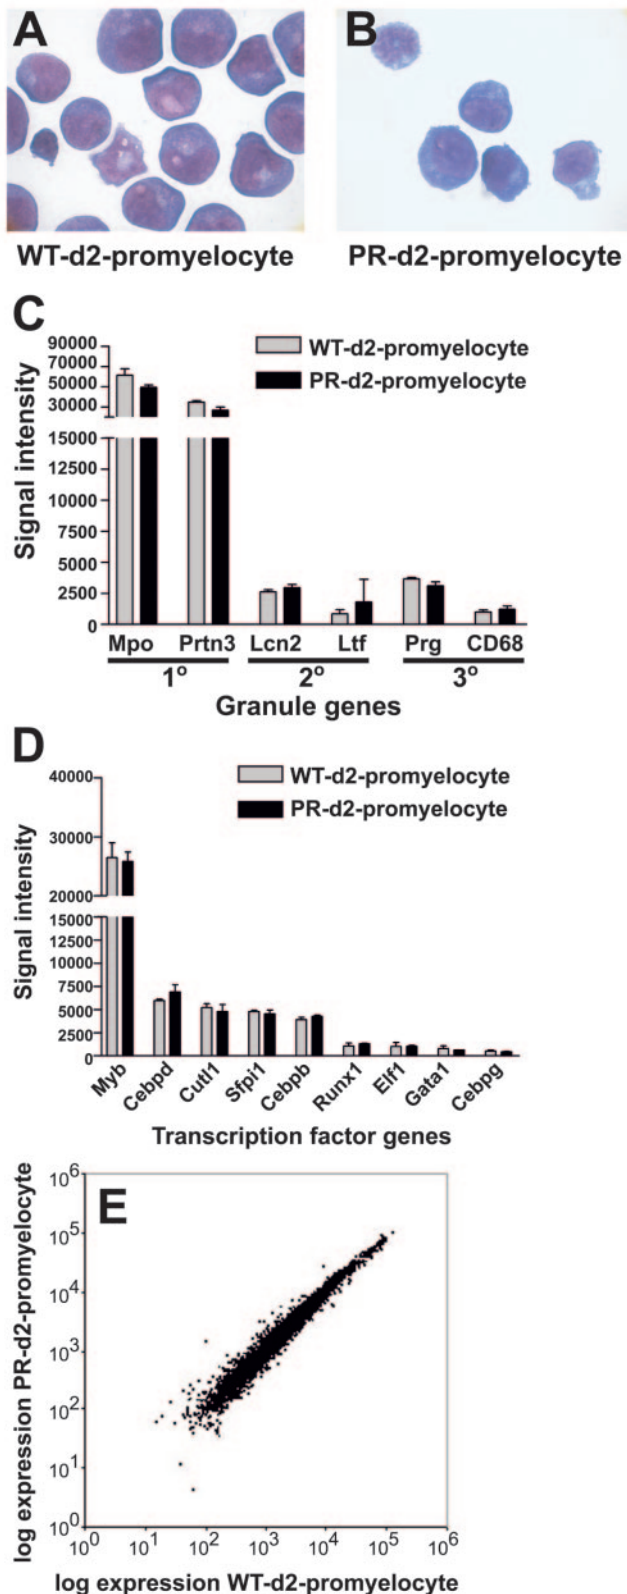 A
B
WT-d2-promyelocyte
PR-d2-promyelocyte
C
Signal intensity
90000
70000
50000
30000
15000
12500
10000
7500
5000
2500
0
WT-d2-promyelocyte
PR-d2-promyelocyte
Mpo Prtn3 Lcn2 Ltf Prg CD68
1° 2° 3°
Granule genes
D
Signal intensity
40000
30000
20000
15000
12500
10000
7500
5000
2500
0
WT-d2-promyelocyte
PR-d2-promyelocyte
Myb Cebpd Cutl1 Sfpi1 Cebpb Runx1 Elf1 Gata1 Cebpg
Transcription factor genes
E
log expression PR-d2-promyelocyte
10⁶
10⁵
10⁴
10³
10²
10¹
10⁰
10⁰ 10¹ 10² 10³ 10⁴ 10⁵ 10⁶
log expression WT-d2-promyelocyte